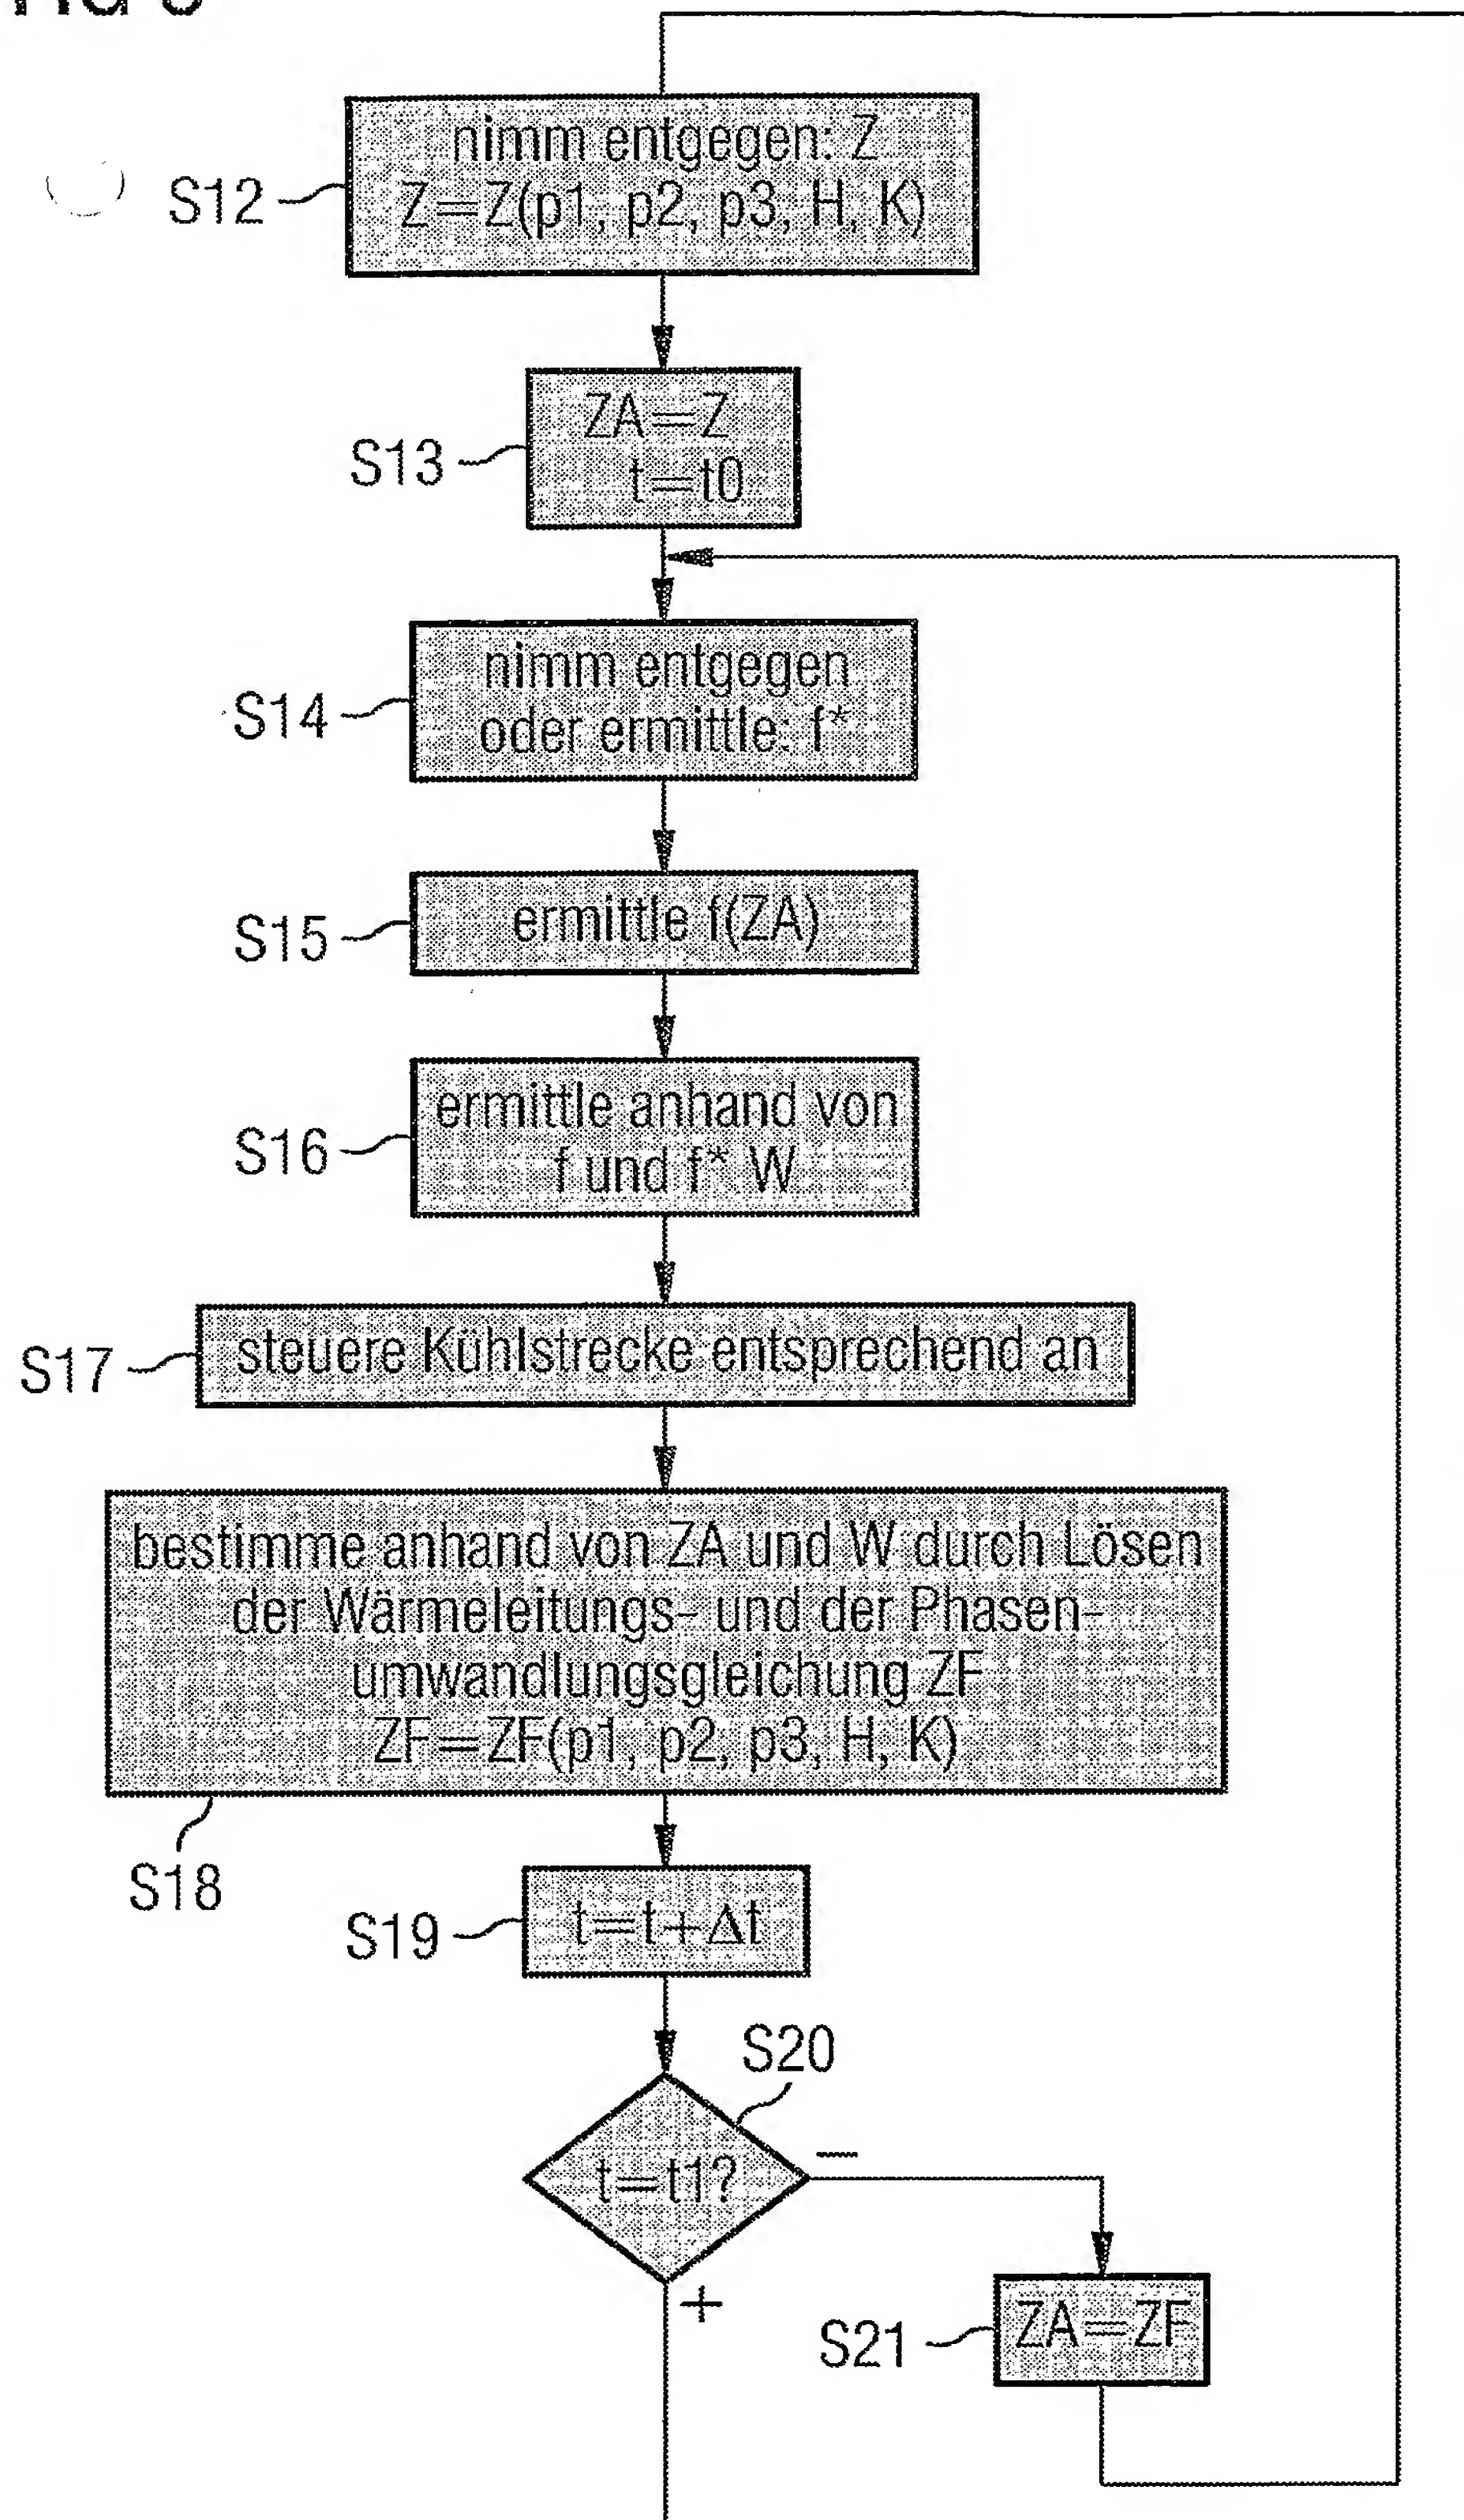 nimm entgegen: Z
S12
Z=Z(p1, p2, p3, H, K)
ZA=Z
S13
t=t0
nimm entgegen
S14
oder ermittle: f*
S15
ermittle f(ZA)
ermittle anhand von
S16
f und f* W
S17
steuere Kühlstrecke entsprechend an
bestimme anhand von ZA und W durch Lösen
der Wärmeleitungs- und der Phasen-
umwandlungsgleichung ZF
ZF=ZF(p1, p2, p3, H, K)
S18
S19
t=t+Δt
S20
t=t1?
−
+
S21
ZA=ZF